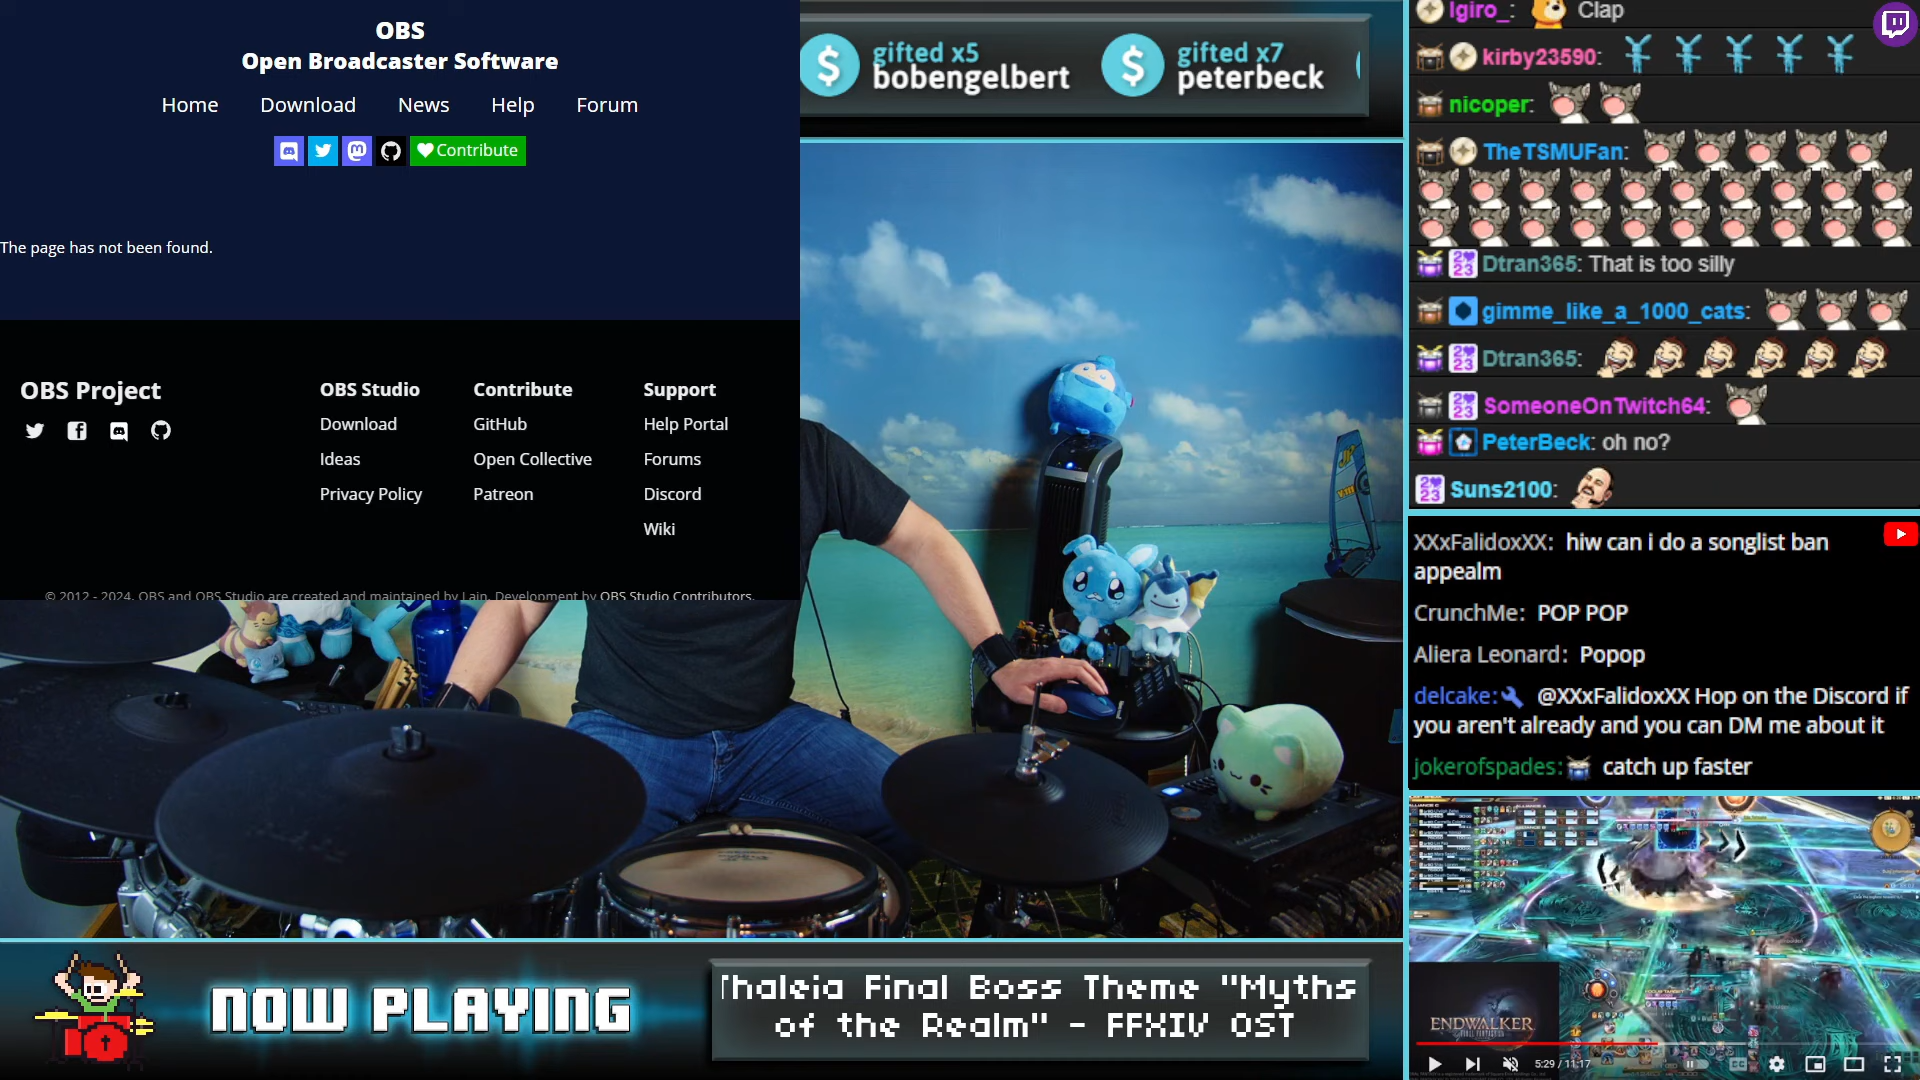 OBS
Open Broadcaster Software
Home Download News Help Forum
Contribute
The page has not been found.
OBS Project
OBS Studio
Download
Ideas
Privacy Policy
Contribute
GitHub
Open Collective
Patreon
Support
Help Portal
Forums
Discord
Wiki
© 2012 - 2024. OBS and OBS Studio are created and maintained by Lain. Development by OBS Studio Contributors.
gifted x5
bobengelbert
gifted x7
peterbeck
Igiro_: Clap
kirby23590:
nicoper:
TheTSMUFan:
Dtran365: That is too silly
gimme_like_a_1000_cats:
Dtran365:
SomeoneOnTwitch64:
PeterBeck: oh no?
Suns2100:
XXxFalidoxXX: hiw can i do a songlist ban
appealm
CrunchMe: POP POP
Aliera Leonard: Popop
delcake: @XXxFalidoxXX Hop on the Discord if
you aren't already and you can DM me about it
jokerofspades: catch up faster
ENDWALKER
5:29 / 11:17
NOW PLAYING
Thaleia Final Boss Theme "Myths
of the Realm" - FFXIV OST